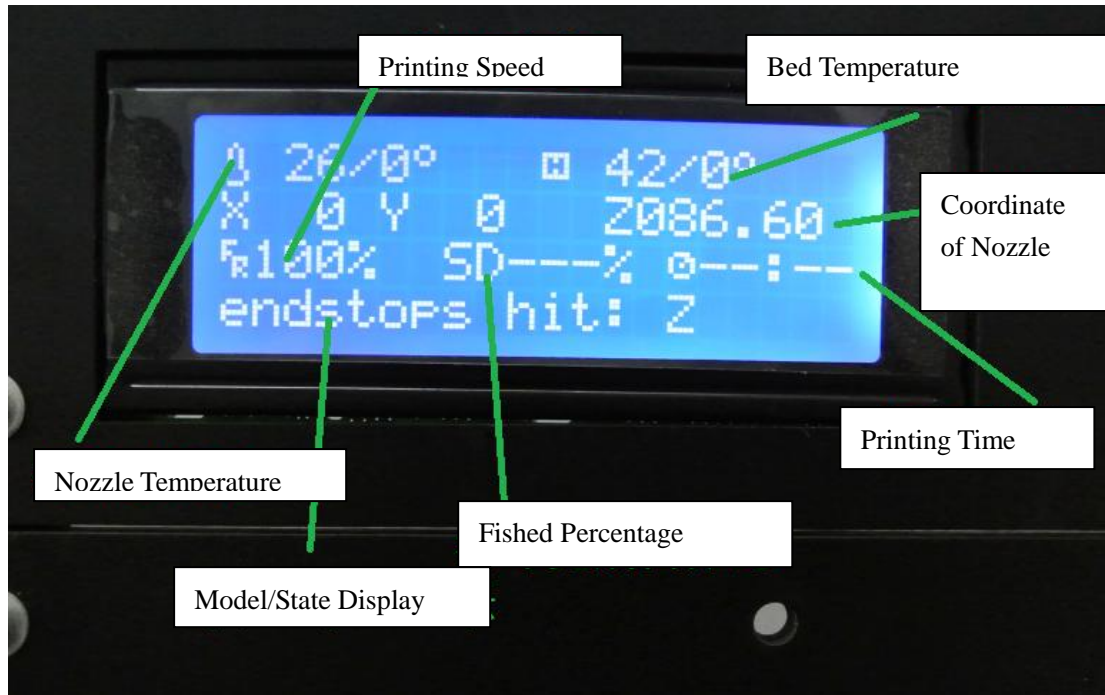 Printing Speed
Bed Temperature
26/0° 42/0°
X 0 Y 0 Z086.60
FR100% SD---% --:--
endstops hit: Z
Coordinate
of Nozzle
Printing Time
Nozzle Temperature
Fished Percentage
Model/State Display